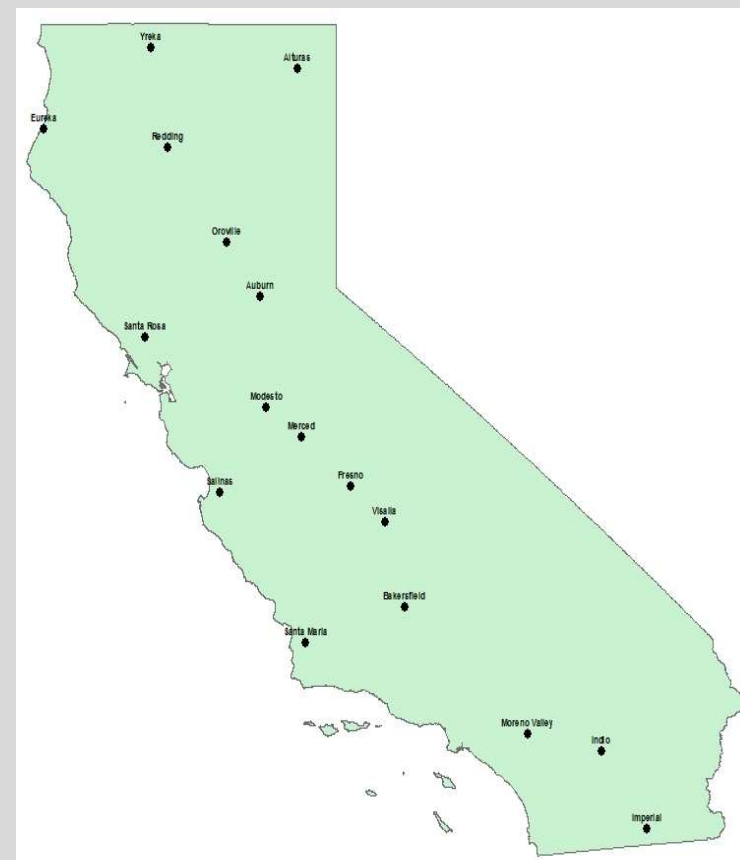 Yreka
Alturas
Eureka
Redding
Oroville
Auburn
Santa Rosa
Modesto
Merced
Fresno
Salinas
Visalia
Bakersfield
Santa Maria
Moreno Valley
Indio
Imperial